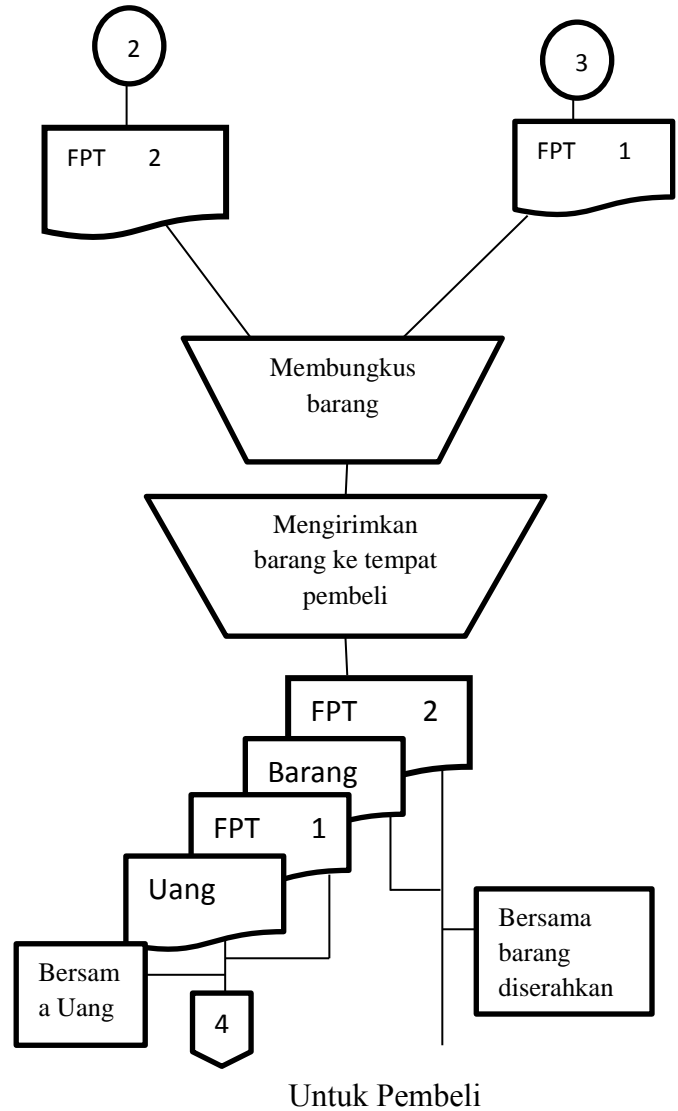 2
3
FPT 2
FPT 1
Membungkus
barang
Mengirimkan
barang ke tempat
pembeli
FPT 2
Barang
FPT 1
Uang
Bersama
barang
diserahkan
Bersam
a Uang
4
Untuk Pembeli